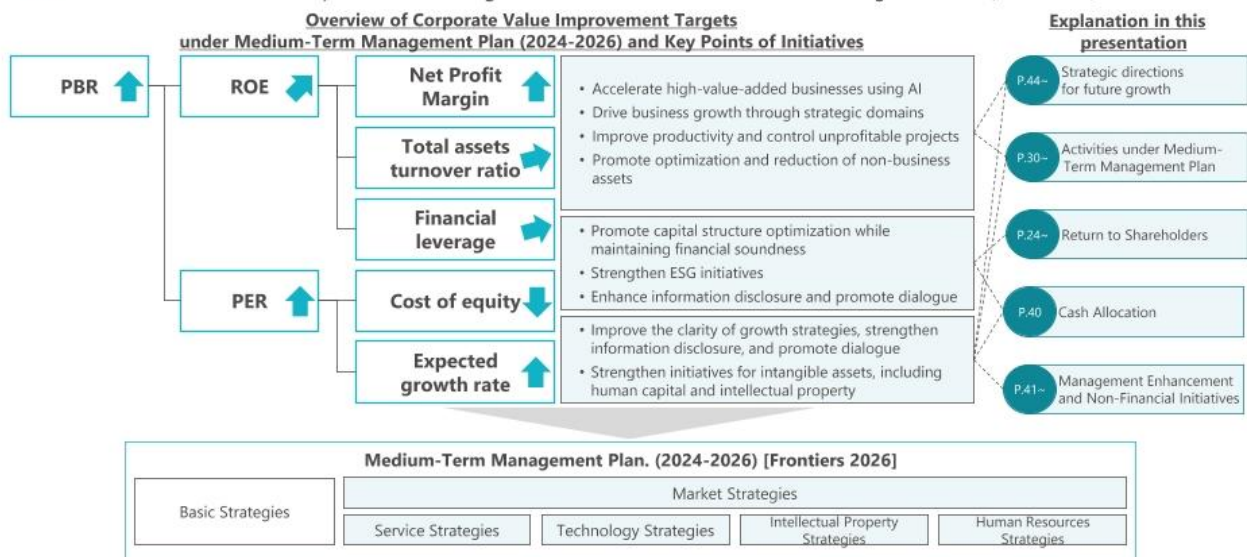 Overview of Corporate Value Improvement Targets
under Medium-Term Management Plan (2024-2026) and Key Points of Initiatives
Explanation in this
presentation
PBR
ROE
Net Profit
Margin
Total assets
turnover ratio
Financial
leverage
PER
Cost of equity
Expected
growth rate
• Accelerate high-value-added businesses using AI
• Drive business growth through strategic domains
• Improve productivity and control unprofitable projects
• Promote optimization and reduction of non-business
assets
• Promote capital structure optimization while
maintaining financial soundness
• Strengthen ESG initiatives
• Enhance information disclosure and promote dialogue
• Improve the clarity of growth strategies, strengthen
information disclosure, and promote dialogue
• Strengthen initiatives for intangible assets, including
human capital and intellectual property
P.44~
Strategic directions
for future growth
P.30~
Activities under Medium-
Term Management Plan
P.24~
Return to Shareholders
P.40
Cash Allocation
P.41~
Management Enhancement
and Non-Financial Initiatives
Medium-Term Management Plan. (2024-2026) [Frontiers 2026]
Basic Strategies
Market Strategies
Service Strategies
Technology Strategies
Intellectual Property
Strategies
Human Resources
Strategies